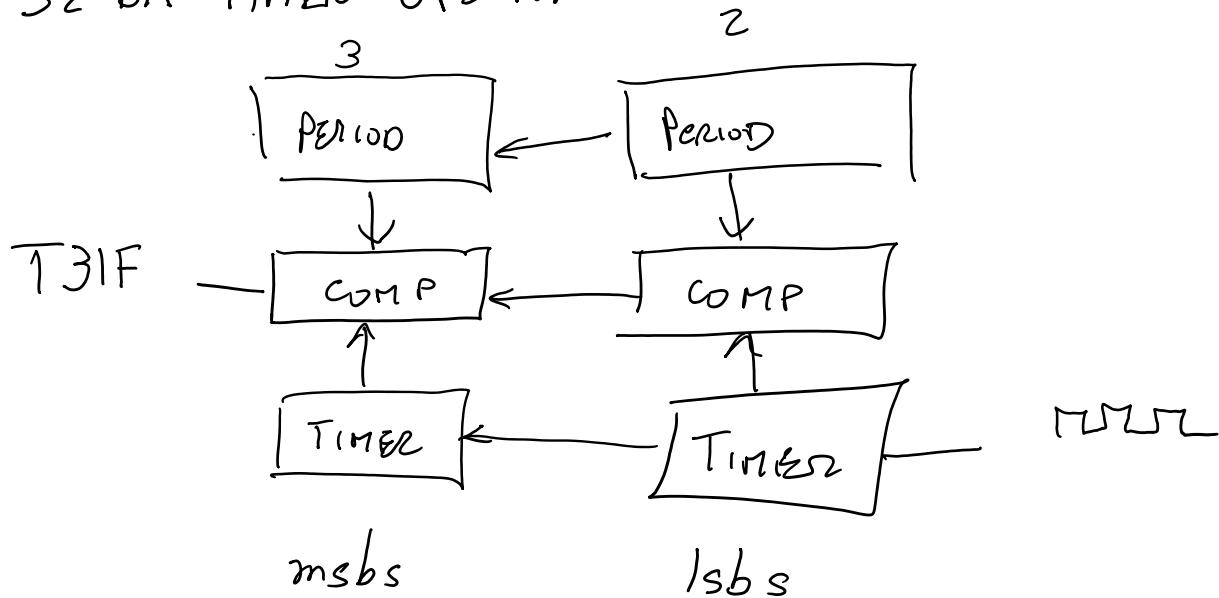 3 2
PERIOD PERIOD
T3IF COMP COMP
TIMER TIMER
msbs lsbs